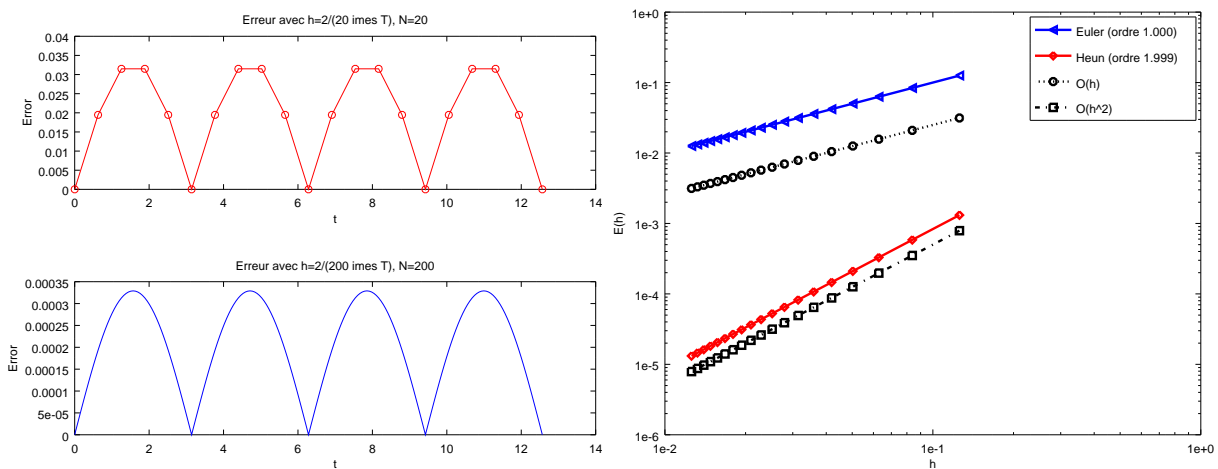 Erreur avec h=2/(20 imes T), N=20
0.04
0.035
0.03
0.025
0.02
0.015
0.01
0.005
0
Error
0 2 4 6 8 10 12 14
t
Erreur avec h=2/(200 imes T), N=200
0.00035
0.0003
0.00025
0.0002
0.00015
0.0001
5e-05
0
Error
0 2 4 6 8 10 12 14
t
1e+0
1e-1
1e-2
1e-3
1e-4
1e-5
1e-6
E(h)
Euler (ordre 1.000)
Heun (ordre 1.999)
O(h)
O(h^2)
1e-2 1e-1 1e+0
h